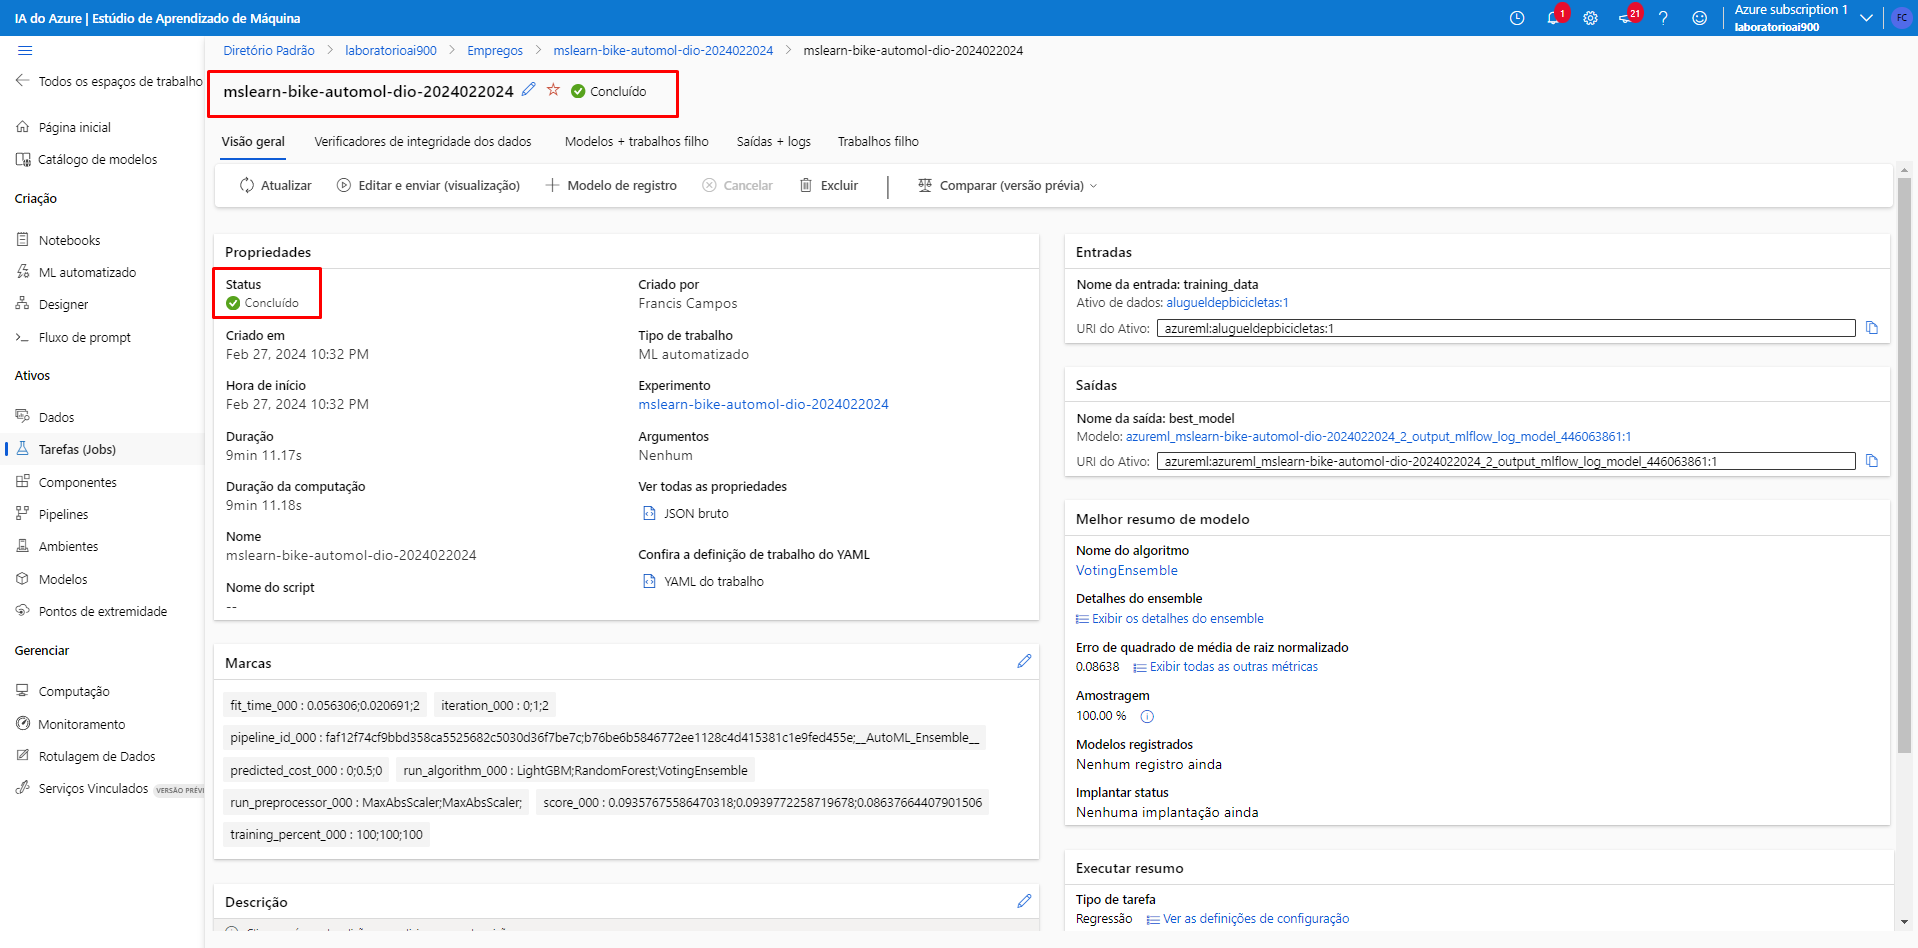 IA do Azure | Estúdio de Aprendizado de Máquina
1
21
Azure subscription 1
laboratorioai900
FC
Diretório Padrão > laboratorioai900 > Empregos > mslearn-bike-automol-dio-2024022024 > mslearn-bike-automol-dio-2024022024
Todos os espaços de trabalho
Página inicial
Catálogo de modelos
Criação
Notebooks
ML automatizado
Designer
Fluxo de prompt
Ativos
Dados
Tarefas (Jobs)
Componentes
Pipelines
Ambientes
Modelos
Pontos de extremidade
Gerenciar
Computação
Monitoramento
Rotulagem de Dados
Serviços Vinculados VERSÃO PRÉVI
mslearn-bike-automol-dio-2024022024 Concluído
Visão geral Verificadores de integridade dos dados Modelos + trabalhos filho Saídas + logs Trabalhos filho
Atualizar Editar e enviar (visualização) Modelo de registro Cancelar Excluir Comparar (versão prévia)
Propriedades
Status
Concluído
Criado em
Feb 27, 2024 10:32 PM
Hora de início
Feb 27, 2024 10:32 PM
Duração
9min 11.17s
Duração da computação
9min 11.18s
Nome
mslearn-bike-automol-dio-2024022024
Nome do script
--
Criado por
Francis Campos
Tipo de trabalho
ML automatizado
Experimento
mslearn-bike-automol-dio-2024022024
Argumentos
Nenhum
Ver todas as propriedades
JSON bruto
Confira a definição de trabalho do YAML
YAML do trabalho
Marcas
fit_time_000 : 0.056306;0.020691;2 iteration_000 : 0;1;2
pipeline_id_000 : faf12f74cf9bbd358ca5525682c5030d36f7be7c;b76be6b5846772ee1128c4d415381c1e9fed455e;__AutoML_Ensemble__
predicted_cost_000 : 0;0.5;0 run_algorithm_000 : LightGBM;RandomForest;VotingEnsemble
run_preprocessor_000 : MaxAbsScaler;MaxAbsScaler; score_000 : 0.09357675586470318;0.0939772258719678;0.08637664407901506
training_percent_000 : 100;100;100
Descrição
Entradas
Nome da entrada: training_data
Ativo de dados: alugueldepbicicletas:1
URI do Ativo: azureml:alugueldepbicicletas:1
Saídas
Nome da saída: best_model
Modelo: azureml_mslearn-bike-automol-dio-2024022024_2_output_mlflow_log_model_446063861:1
URI do Ativo: azureml:azureml_mslearn-bike-automol-dio-2024022024_2_output_mlflow_log_model_446063861:1
Melhor resumo de modelo
Nome do algoritmo
VotingEnsemble
Detalhes do ensemble
Exibir os detalhes do ensemble
Erro de quadrado de média de raiz normalizado
0.08638 Exibir todas as outras métricas
Amostragem
100.00 %
Modelos registrados
Nenhum registro ainda
Implantar status
Nenhuma implantação ainda
Executar resumo
Tipo de tarefa
Regressão Ver as definições de configuração